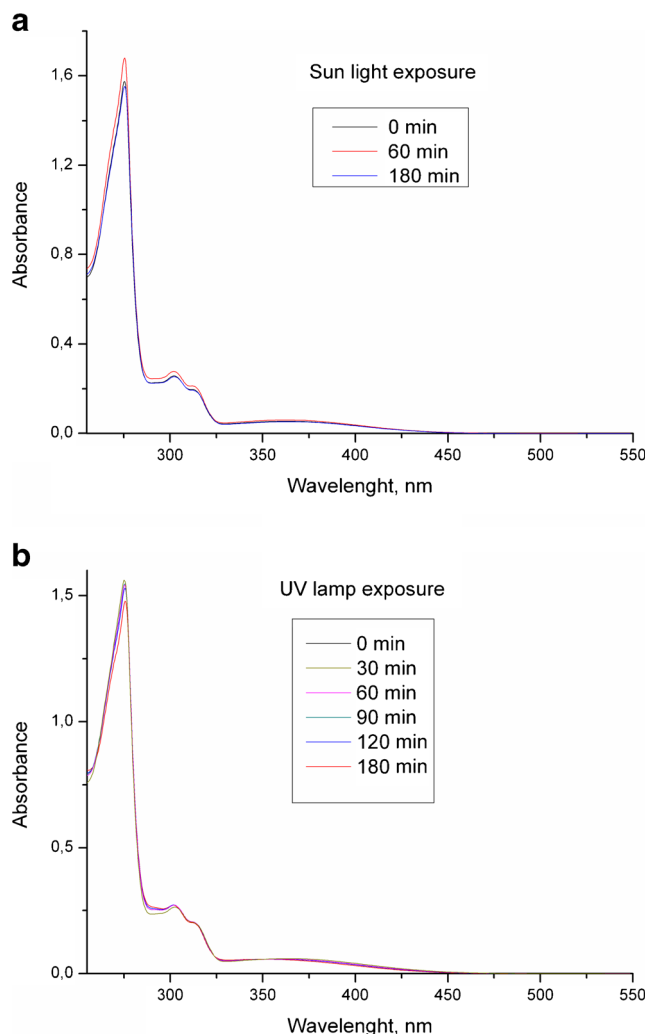 a
Sun light exposure
0 min
60 min
180 min
Absorbance
1,6
1,2
0,8
0,4
0,0
300 350 400 450 500 550
Wavelenght, nm
b
UV lamp exposure
0 min
30 min
60 min
90 min
120 min
180 min
Absorbance
1,5
1,0
0,5
0,0
300 350 400 450 500 550
Wavelenght, nm